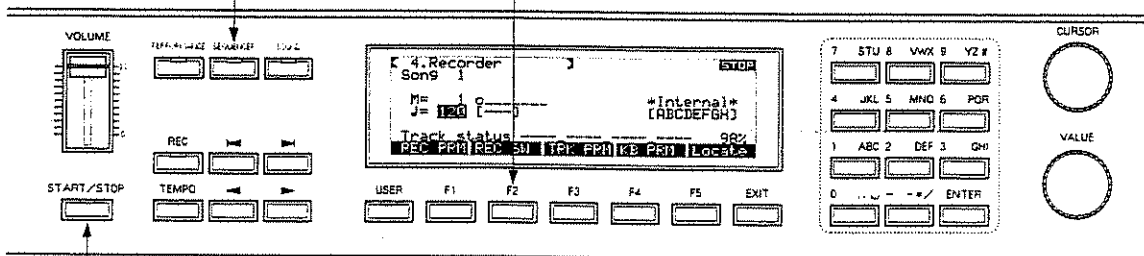 VOLUME
SEQUENCER
REC
START/STOP
TEMPO
[ 4.Recorder ] STOP
Song 1
M= 1
♩= 120 [ ] *Internal*
[ABCDEFGH]
Track status 98%
REC PRM REC SW TRK PRM KB PRM Locate
USER F1 F2 F3 F4 F5 EXIT
7 STU 8 VWX 9 YZ#
4 JKL 5 MNO 6 PQR
1 ABC 2 DEF 3 GHI
0 - */ ENTER
CURSOR
VALUE